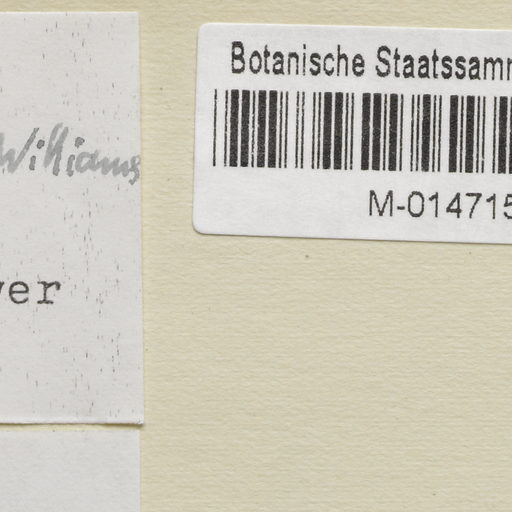 Botanische Staatssamm
M-014715
Williams
ver